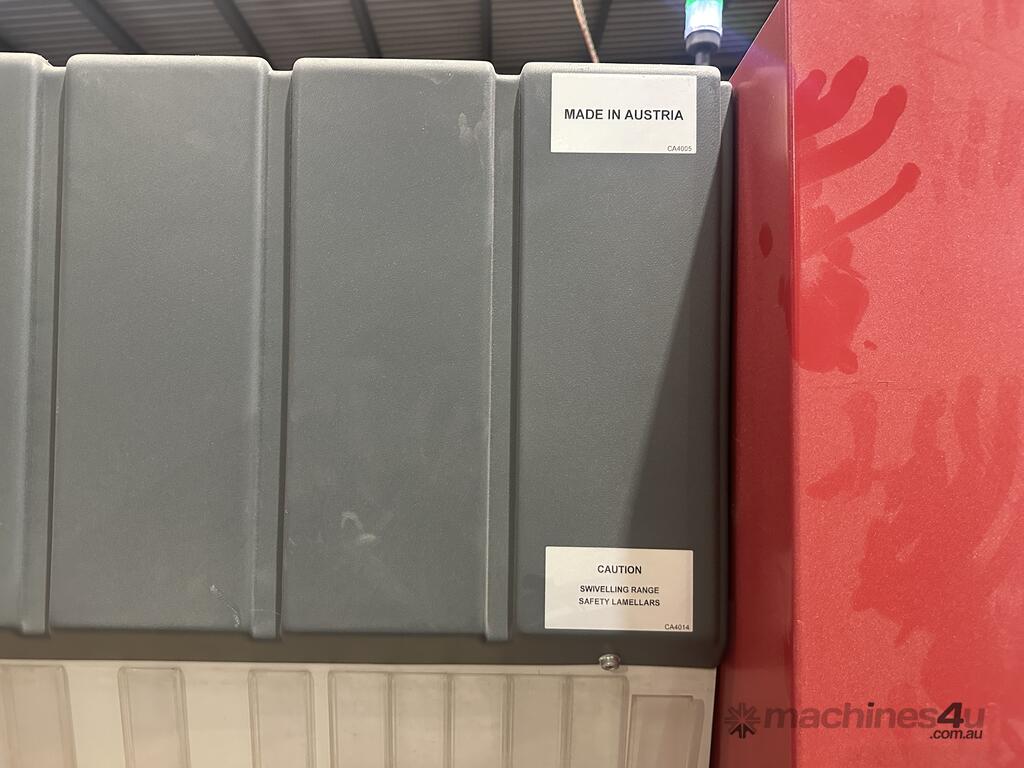 MADE IN AUSTRIA
CA4005
CAUTION
SWIVELLING RANGE
SAFETY LAMELLARS
CA4014
machines4u
.com.au